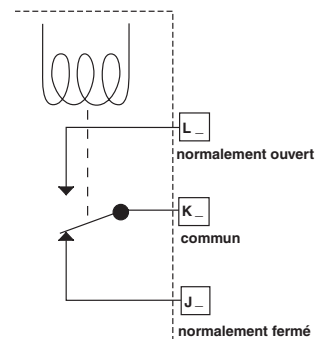 L _
normalement ouvert
K _
commun
J _
normalement fermé